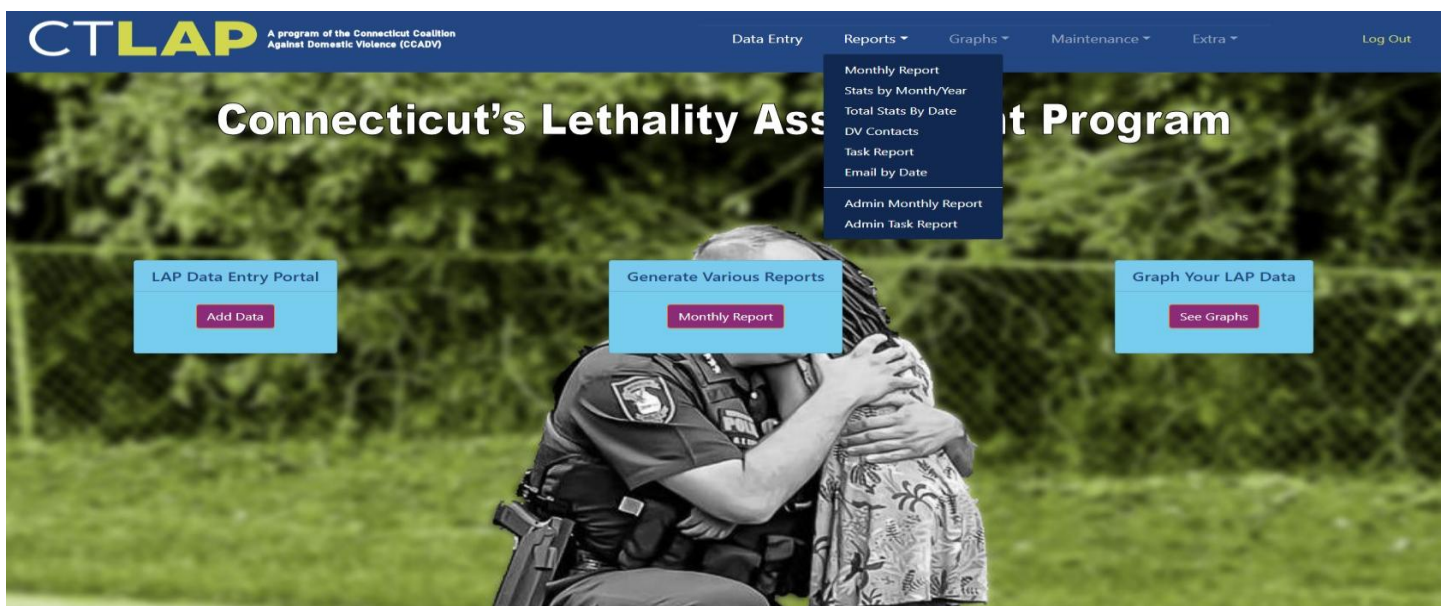 CTLAP
A program of the Connecticut Coalition
Against Domestic Violence (CCADV)
Data Entry
Reports
Graphs
Maintenance
Extra
Log Out
Monthly Report
Stats by Month/Year
Total Stats By Date
DV Contacts
Task Report
Email by Date
Admin Monthly Report
Admin Task Report
Connecticut's Lethality Ass t Program
LAP Data Entry Portal
Add Data
Generate Various Reports
Monthly Report
Graph Your LAP Data
See Graphs